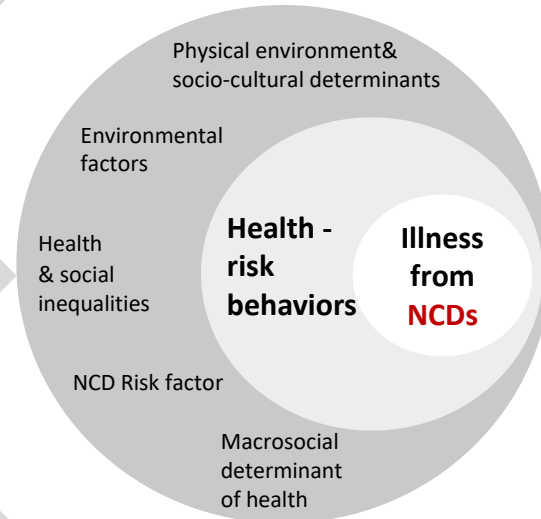 Physical environment&
socio-cultural determinants
Environmental
factors
Health
& social
inequalities
Health -
risk
behaviors
Illness
from
NCDs
NCD Risk factor
Macrosocial
determinant
of health